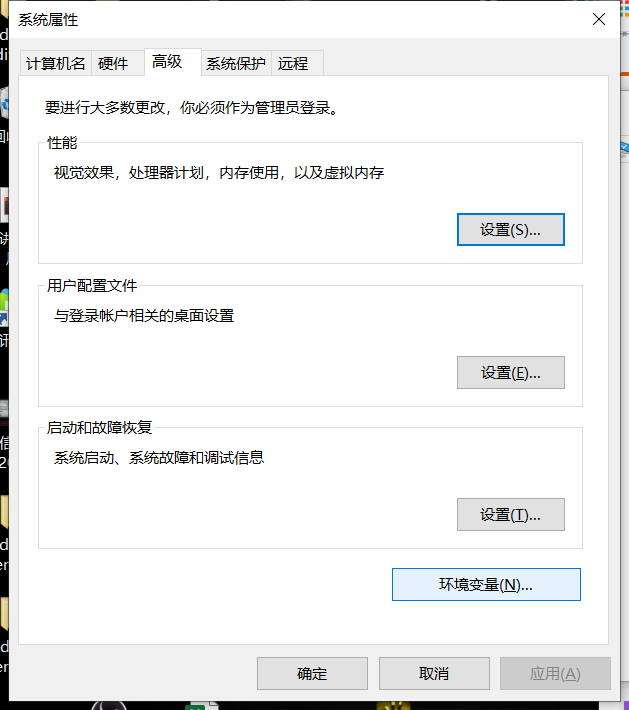 系统属性
计算机名 硬件 高级 系统保护 远程
要进行大多数更改，你必须作为管理员登录。
性能
视觉效果，处理器计划，内存使用，以及虚拟内存
设置(S)...
用户配置文件
与登录帐户相关的桌面设置
设置(E)...
启动和故障恢复
系统启动、系统故障和调试信息
设置(T)...
环境变量(N)...
确定 取消 应用(A)